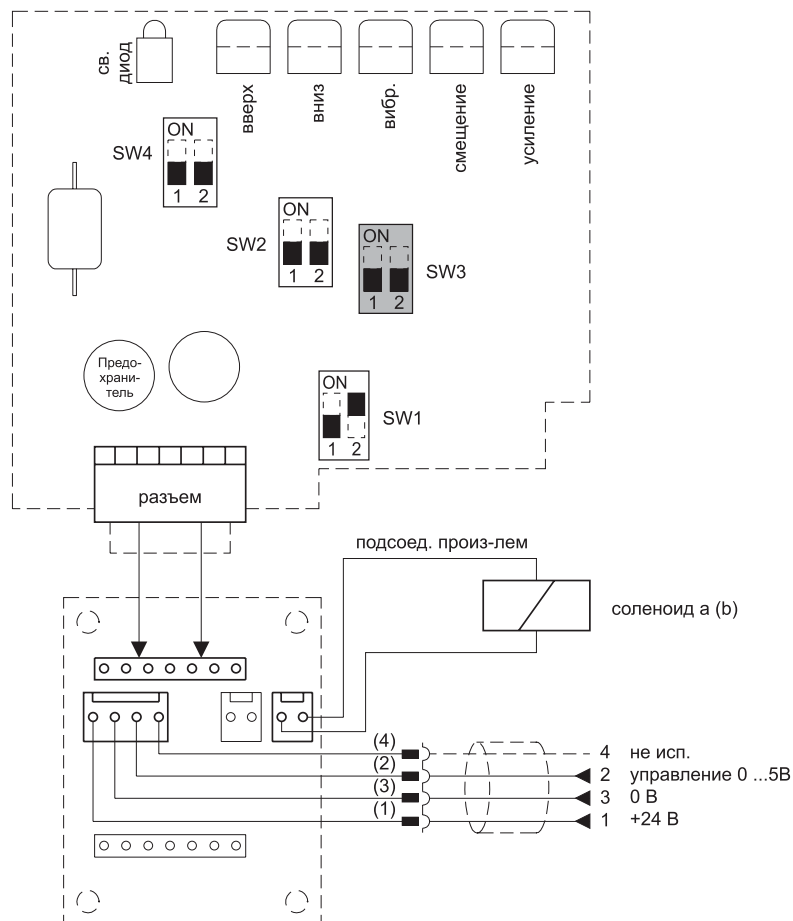 св.
диод
вверх
вниз
вибр.
смещение
усиление
SW4
ON
1 2
SW2
ON
1 2
ON
1 2
SW3
Предо-
храни-
тель
ON
1 2
SW1
разъем
подсоед. произ-лем
соленоид a (b)
(4)
4 не исп.
(2)
2 управление 0 ...5В
(3)
3 0 В
(1)
1 +24 В